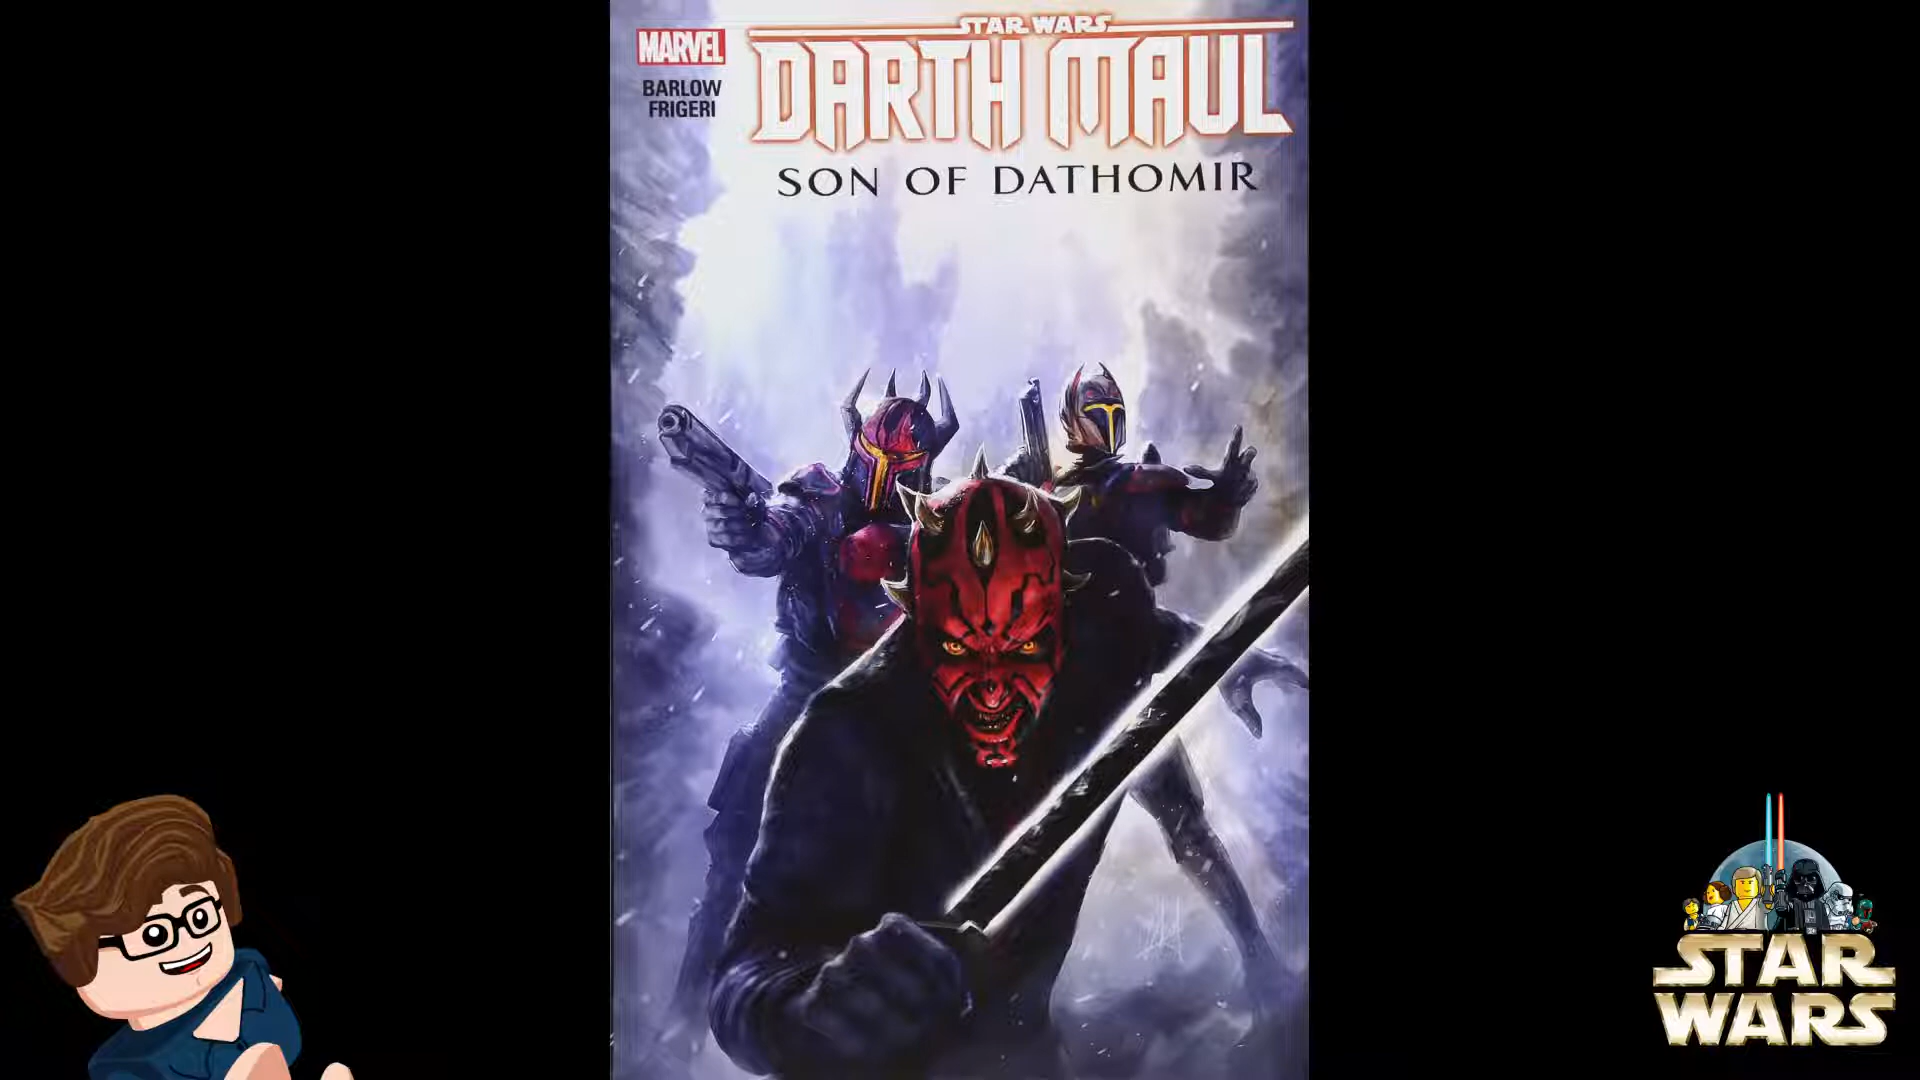 MARVEL
BARLOW
FRIGERI
STAR WARS
DARTH MAUL
SON OF DATHOMIR
STAR
WARS